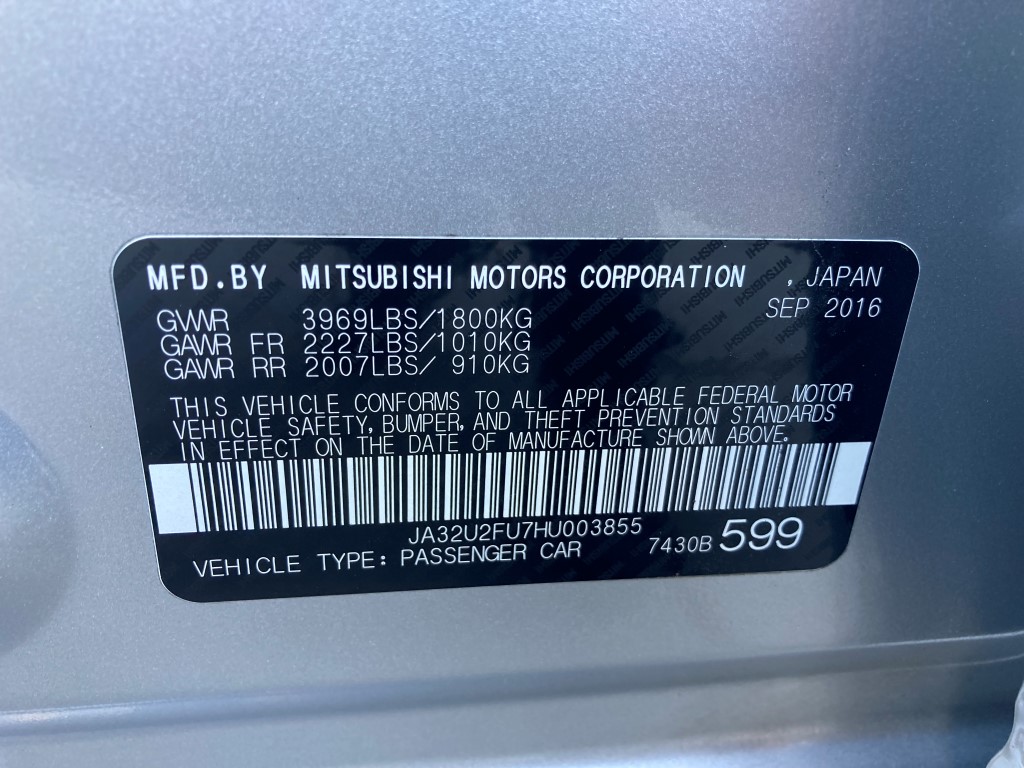 MFD.BY MITSUBISHI MOTORS CORPORATION , JAPAN
SEP 2016
GVWR 3969LBS/1800KG
GAWR FR 2227LBS/1010KG
GAWR RR 2007LBS/ 910KG
THIS VEHICLE CONFORMS TO ALL APPLICABLE FEDERAL MOTOR
VEHICLE SAFETY, BUMPER, AND THEFT PREVENTION STANDARDS
IN EFFECT ON THE DATE OF MANUFACTURE SHOWN ABOVE.
JA32U2FU7HU003855
VEHICLE TYPE: PASSENGER CAR 7430B 599